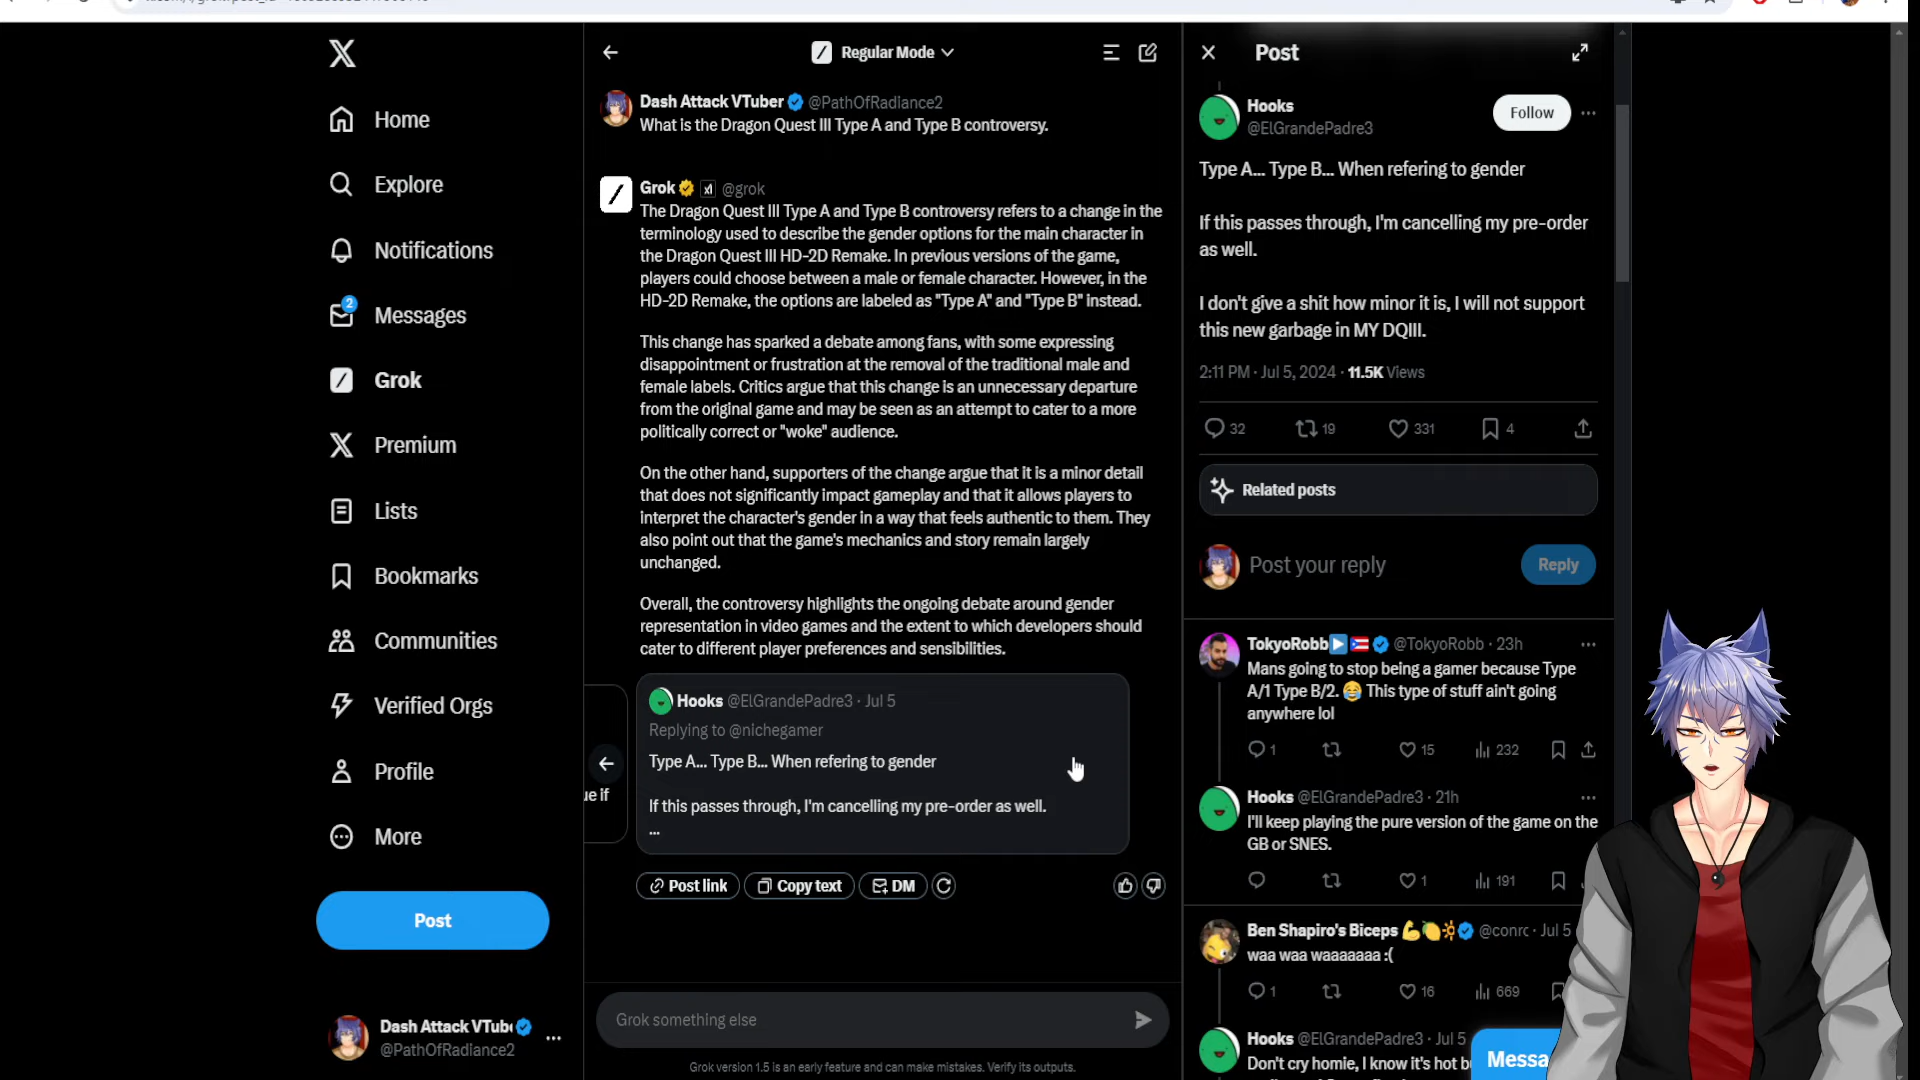 Home
Explore
Notifications
2
Messages
Grok
Premium
Lists
Bookmarks
Communities
Verified Orgs
Profile
More
Post
Dash Attack VTub
@PathOfRadiance2
Regular Mode
Dash Attack VTuber @PathOfRadiance2
What is the Dragon Quest III Type A and Type B controversy.
Grok @grok
The Dragon Quest III Type A and Type B controversy refers to a change in the
terminology used to describe the gender options for the main character in
the Dragon Quest III HD-2D Remake. In previous versions of the game,
players could choose between a male or female character. However, in the
HD-2D Remake, the options are labeled as "Type A" and "Type B" instead.
This change has sparked a debate among fans, with some expressing
disappointment or frustration at the removal of the traditional male and
female labels. Critics argue that this change is an unnecessary departure
from the original game and may be seen as an attempt to cater to a more
politically correct or "woke" audience.
On the other hand, supporters of the change argue that it is a minor detail
that does not significantly impact gameplay and that it allows players to
interpret the character's gender in a way that feels authentic to them. They
also point out that the game's mechanics and story remain largely
unchanged.
Overall, the controversy highlights the ongoing debate around gender
representation in video games and the extent to which developers should
cater to different player preferences and sensibilities.
ue if
Hooks @ElGrandePadre3 · Jul 5
Replying to @nichegamer
Type A... Type B... When refering to gender
If this passes through, I'm cancelling my pre-order as well.
...
Post link
Copy text
DM
Grok something else
Grok version 1.5 is an early feature and can make mistakes. Verify its outputs.
Post
Hooks
@ElGrandePadre3
Follow
Type A... Type B... When refering to gender
If this passes through, I'm cancelling my pre-order
as well.
I don't give a shit how minor it is, I will not support
this new garbage in MY DQIII.
2:11 PM · Jul 5, 2024 · 11.5K Views
32 19 331 4
Related posts
Post your reply
Reply
TokyoRobb @TokyoRobb · 23h
Mans going to stop being a gamer because Type
A/1 Type B/2. 😂 This type of stuff ain't going
anywhere lol
1 15 232
Hooks @ElGrandePadre3 · 21h
I'll keep playing the pure version of the game on the
GB or SNES.
1 191
Ben Shapiro's Biceps @conrc · Jul 5
waa waa waaaaaaa :(
1 16 669
Hooks @ElGrandePadre3 · Jul 5
Don't cry homie, I know it's hot b
Messa